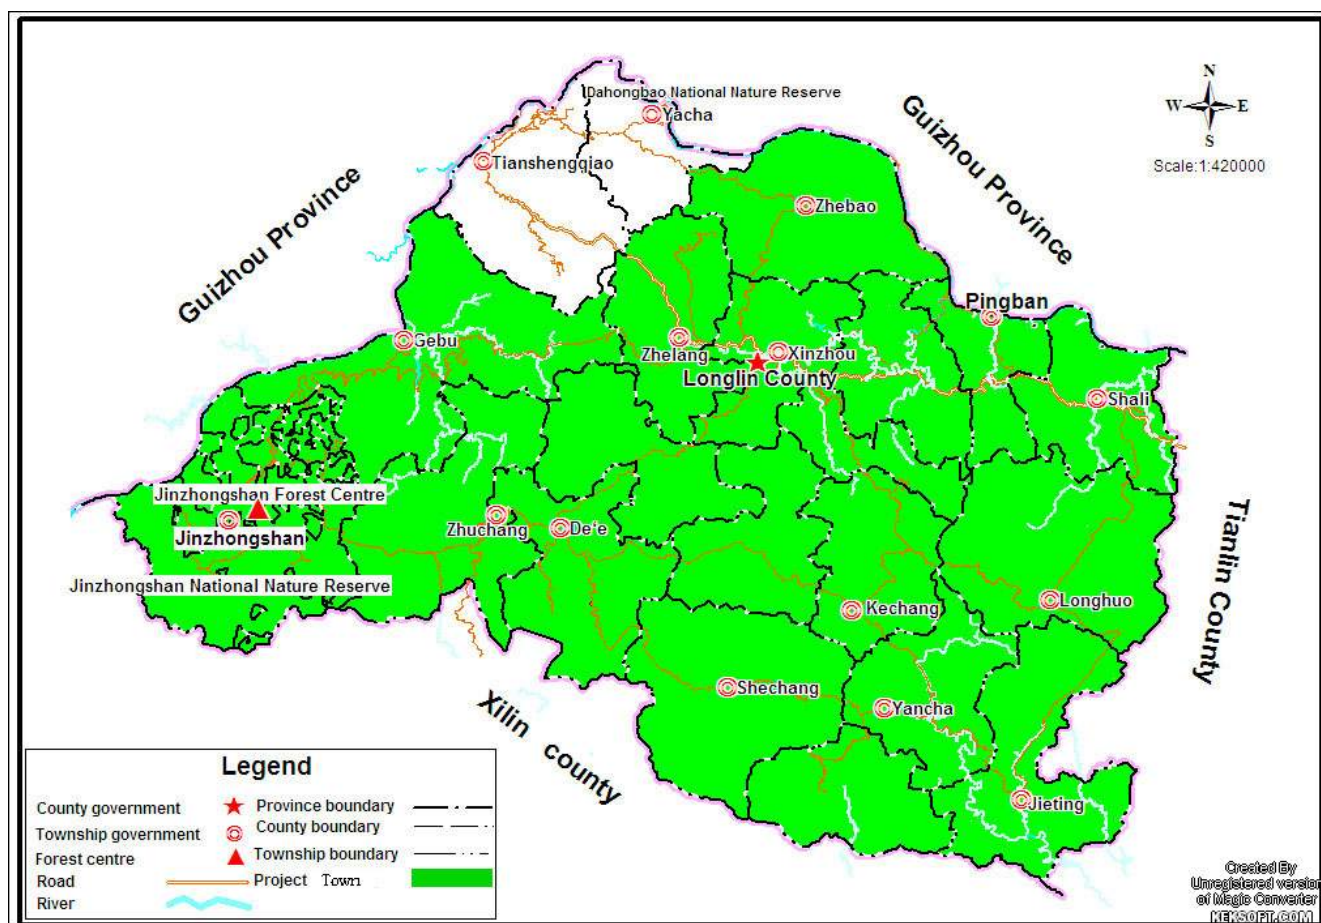 Dahongbao National Nature Reserve
Yacha
Guizhou Province
N
W E
S
Scale:1:420000
Tianshengqiao
Guizhou Province
Zhebao
Pingban
Gebu
Zhelang
Xinzhou
Longlin County
Shali
Jinzhongshan Forest Centre
Jinzhongshan
Zhuchang
De'e
Tianlin County
Jinzhongshan National Nature Reserve
Kechang
Longhuo
Shechang
Yancha
Xilin county
Jieting
Legend
County government
Province boundary
Township government
County boundary
Forest centre
Township boundary
Road
Project Town
River
Created By
Unregistered version
of Magic Converter
KEKSOFT.COM